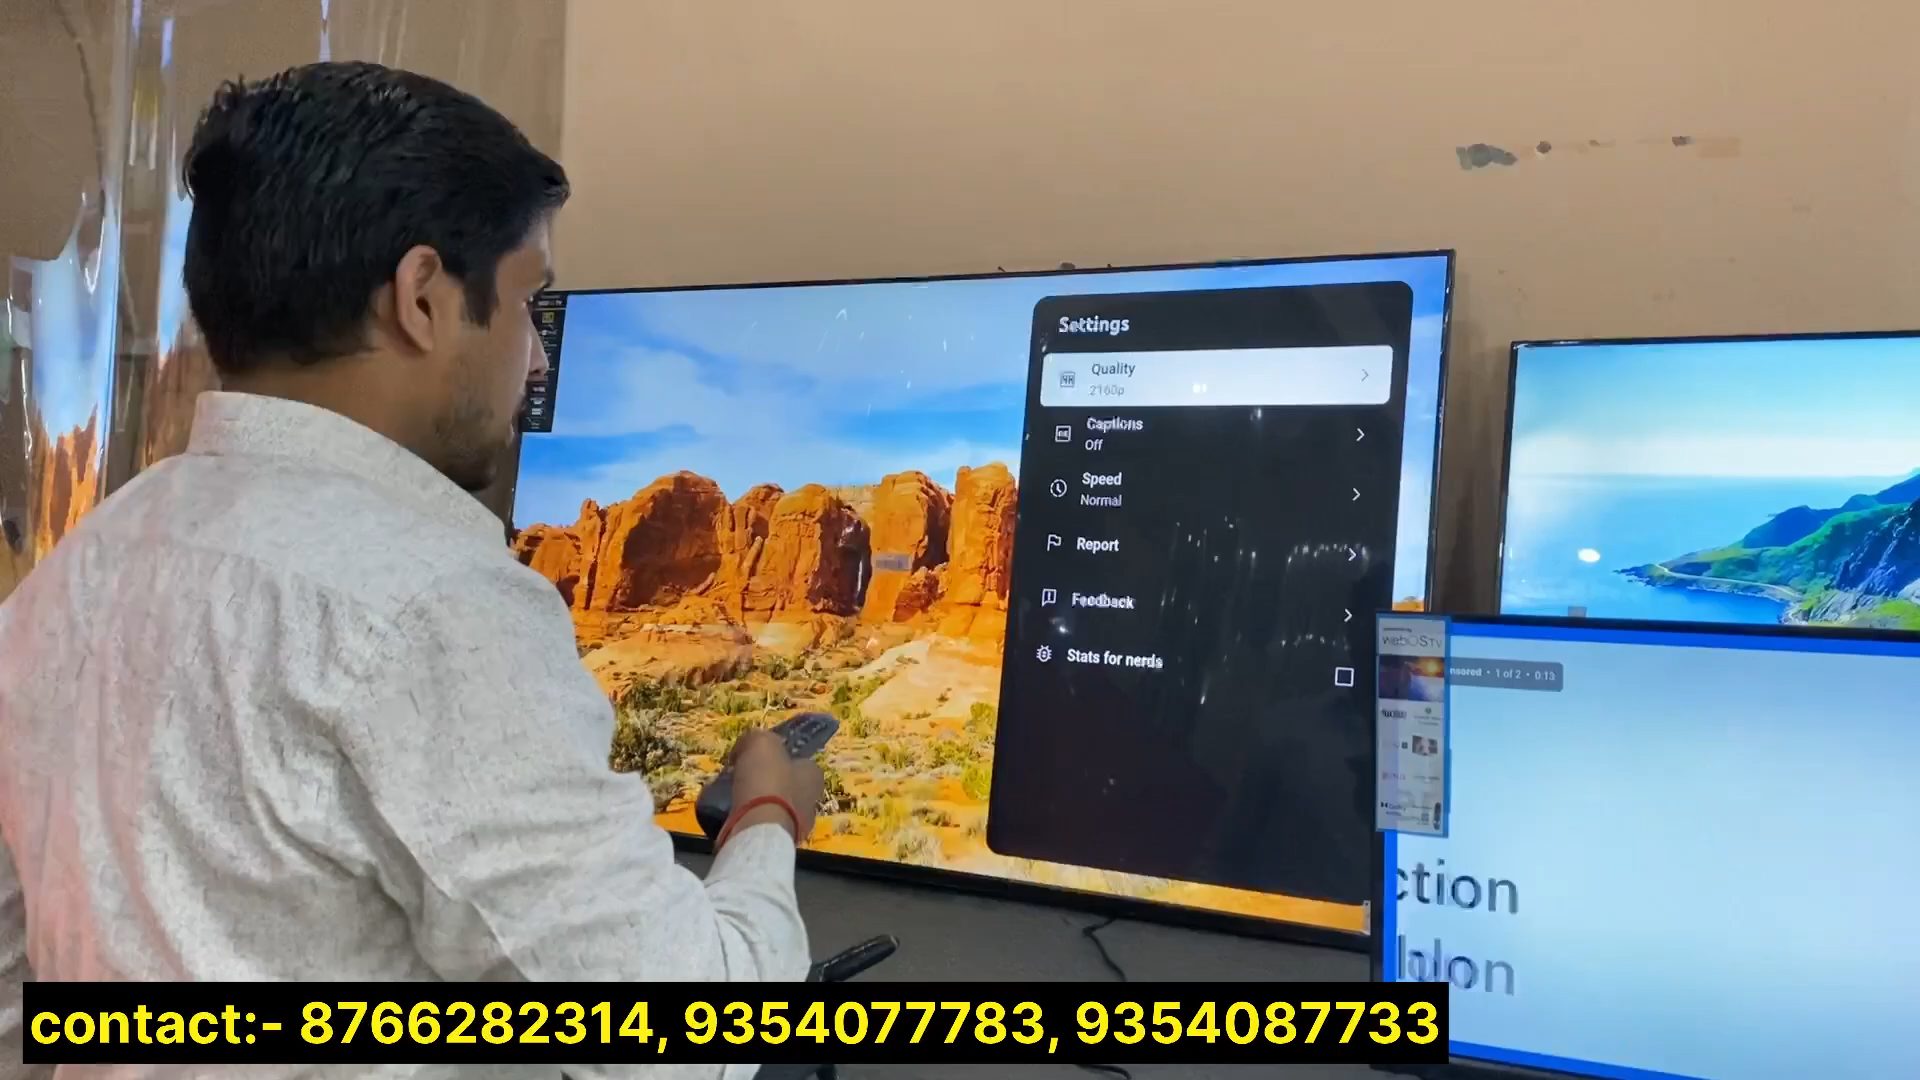 Settings
Quality
2160p
Captions
Off
Speed
Normal
Report
Feedback
Stats for nerds
webOS TV
nsored • 1 of 2 • 0:13
ction
contact:- 8766282314, 9354077783, 9354087733